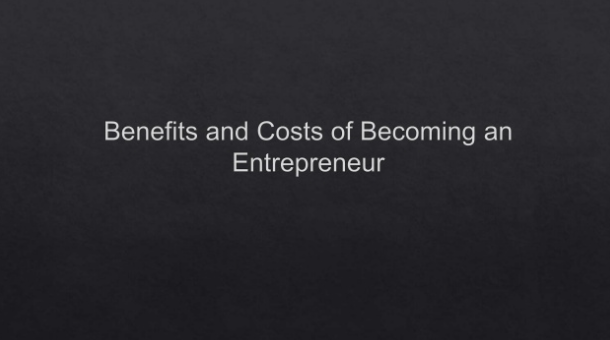 Benefits and Costs of Becoming an
Entrepreneur